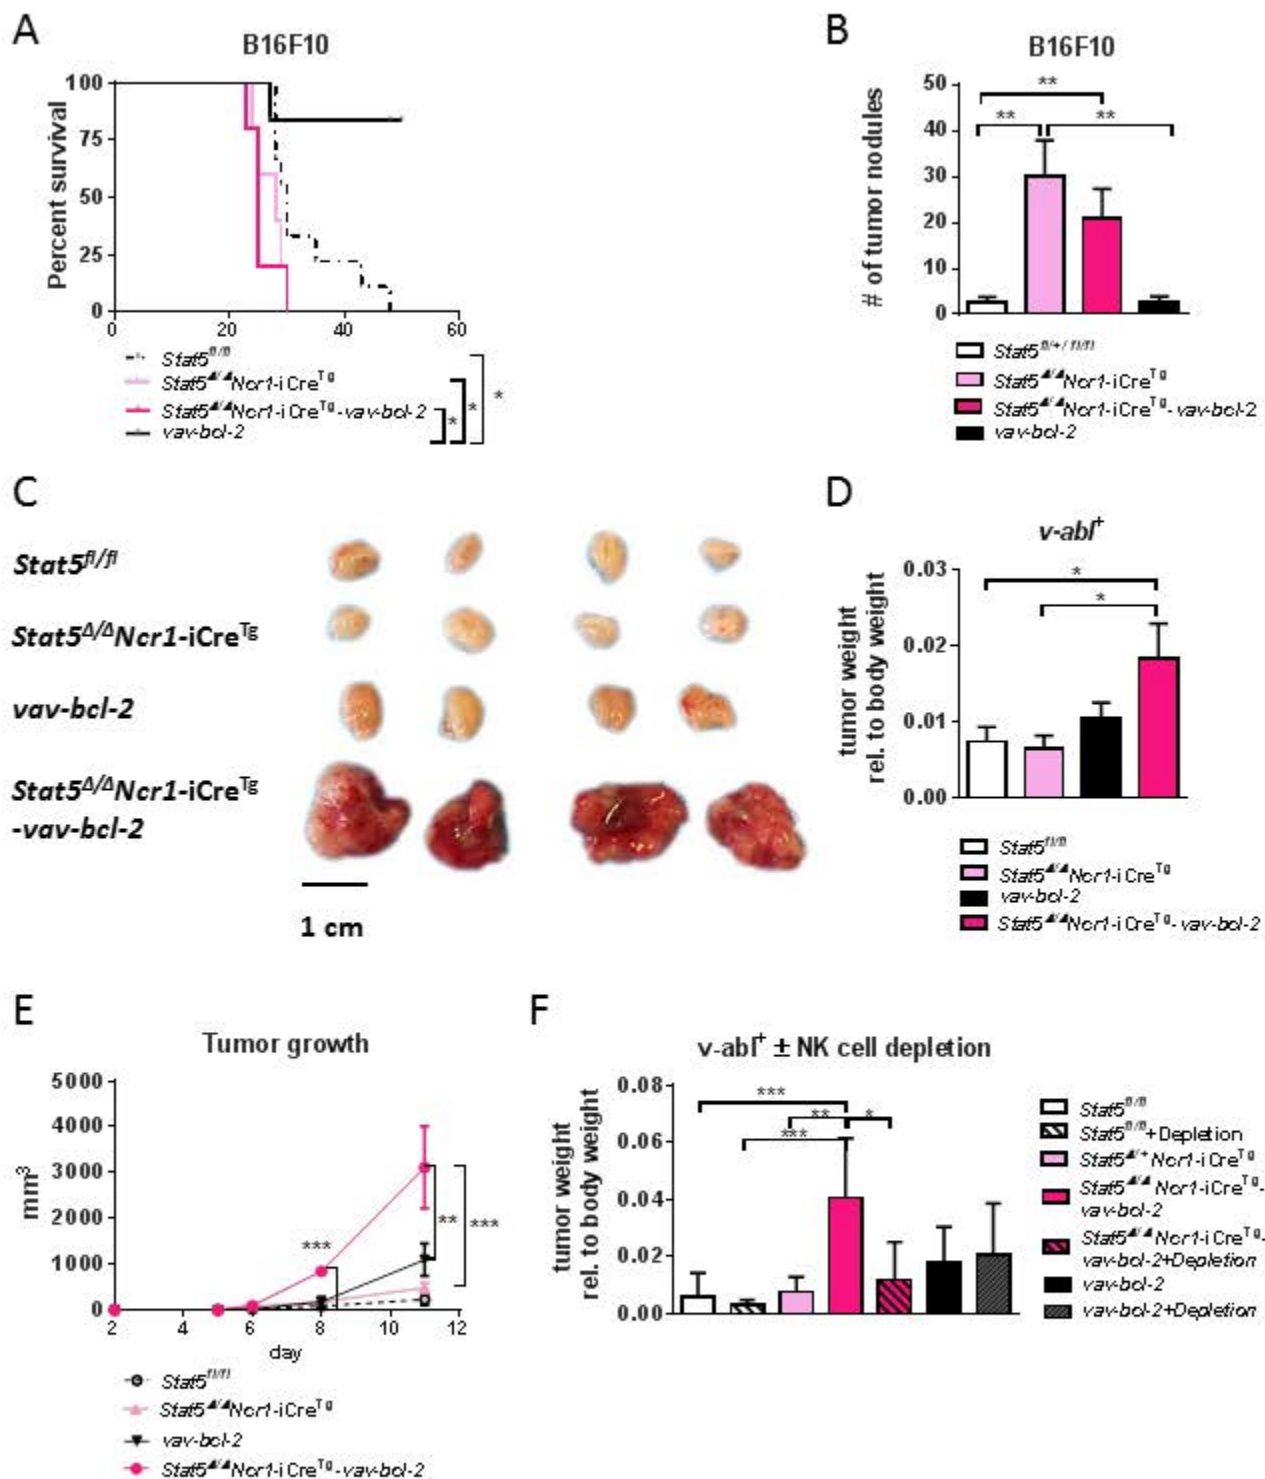 A
B16F10
Percent survival
100
75
50
25
0
0 20 40 60
Stat5fl/fl
Stat5Δ/ΔNcr1-iCreTg
Stat5Δ/ΔNcr1-iCreTg-vav-bcl-2
vav-bcl-2
* * *
B
B16F10
# of tumor nodules
50
40
30
20
10
0
**
** **
Stat5fl/+/ fl/fl
Stat5Δ/ΔNcr1-iCreTg
Stat5Δ/ΔNcr1-iCreTg-vav-bcl-2
vav-bcl-2
C
Stat5fl/fl
Stat5Δ/ΔNcr1-iCreTg
vav-bcl-2
Stat5Δ/ΔNcr1-iCreTg
-vav-bcl-2
1 cm
D
v-abl+
tumor weight
rel. to body weight
0.03
0.02
0.01
0.00
*
*
Stat5fl/fl
Stat5Δ/ΔNcr1-iCreTg
vav-bcl-2
Stat5Δ/ΔNcr1-iCreTg-vav-bcl-2
E
Tumor growth
mm3
5000
4000
3000
2000
1000
0
2 4 6 8 10 12
day
***
** ***
Stat5fl/fl
Stat5Δ/ΔNcr1-iCreTg
vav-bcl-2
Stat5Δ/ΔNcr1-iCreTg-vav-bcl-2
F
v-abl+ ± NK cell depletion
tumor weight
rel. to body weight
0.08
0.06
0.04
0.02
0.00
***
** *
***
Stat5fl/fl
Stat5fl/fl+Depletion
Stat5Δ/+Ncr1-iCreTg
Stat5Δ/Δ Ncr1-iCreTg-
vav-bcl-2
Stat5Δ/Δ Ncr1-iCreTg-
vav-bcl-2+Depletion
vav-bcl-2
vav-bcl-2+Depletion